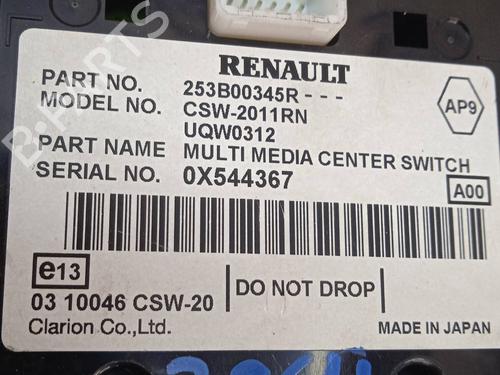 RENAULT
PART NO. 253B00345R - - -
MODEL NO. CSW-2011RN
UQW0312
AP9
PART NAME MULTI MEDIA CENTER SWITCH
SERIAL NO. 0X544367
A00
e13
03 10046 CSW-20
DO NOT DROP
Clarion Co.,Ltd.
MADE IN JAPAN
B-PARTS